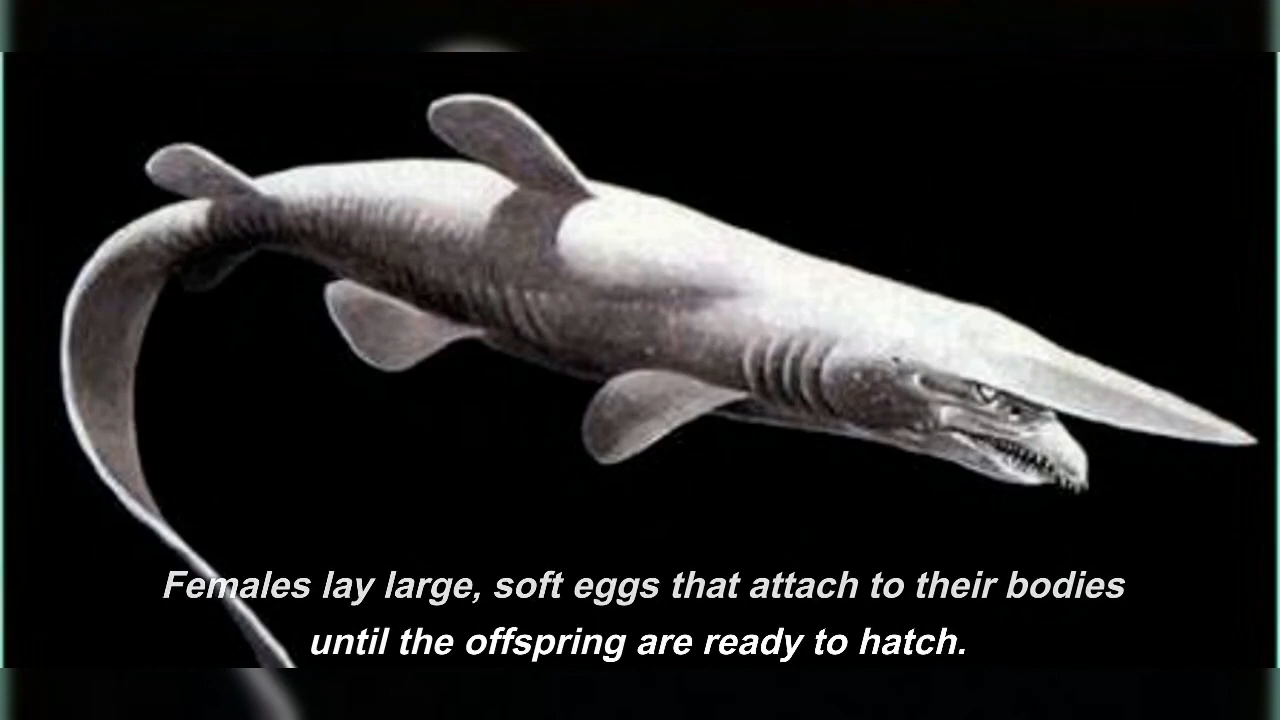 Females lay large, soft eggs that attach to their bodies
until the offspring are ready to hatch.